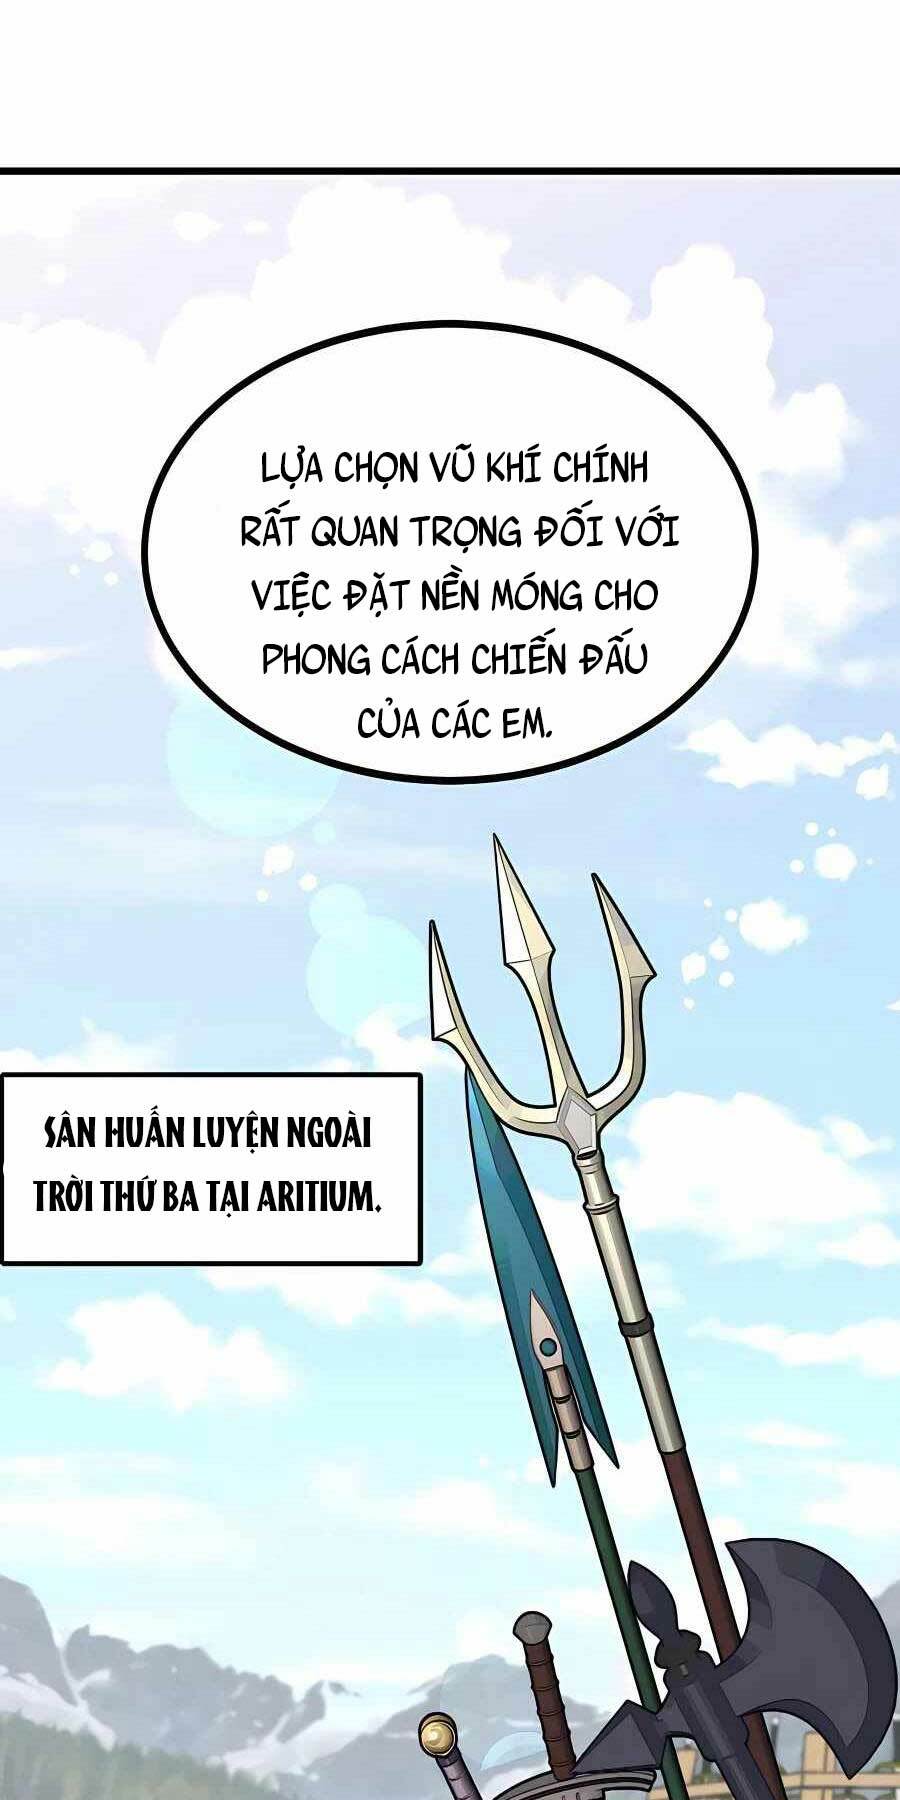 LỰA CHỌN VŨ KHÍ CHÍNH
RẤT QUAN TRỌNG ĐỐI VỚI
VIỆC ĐẶT NỀN MÓNG CHO
PHONG CÁCH CHIẾN ĐẤU
CỦA CÁC EM.
SÂN HUẤN LUYỆN NGOÀI
TRỜI THỨ BA TẠI ARITIUM.